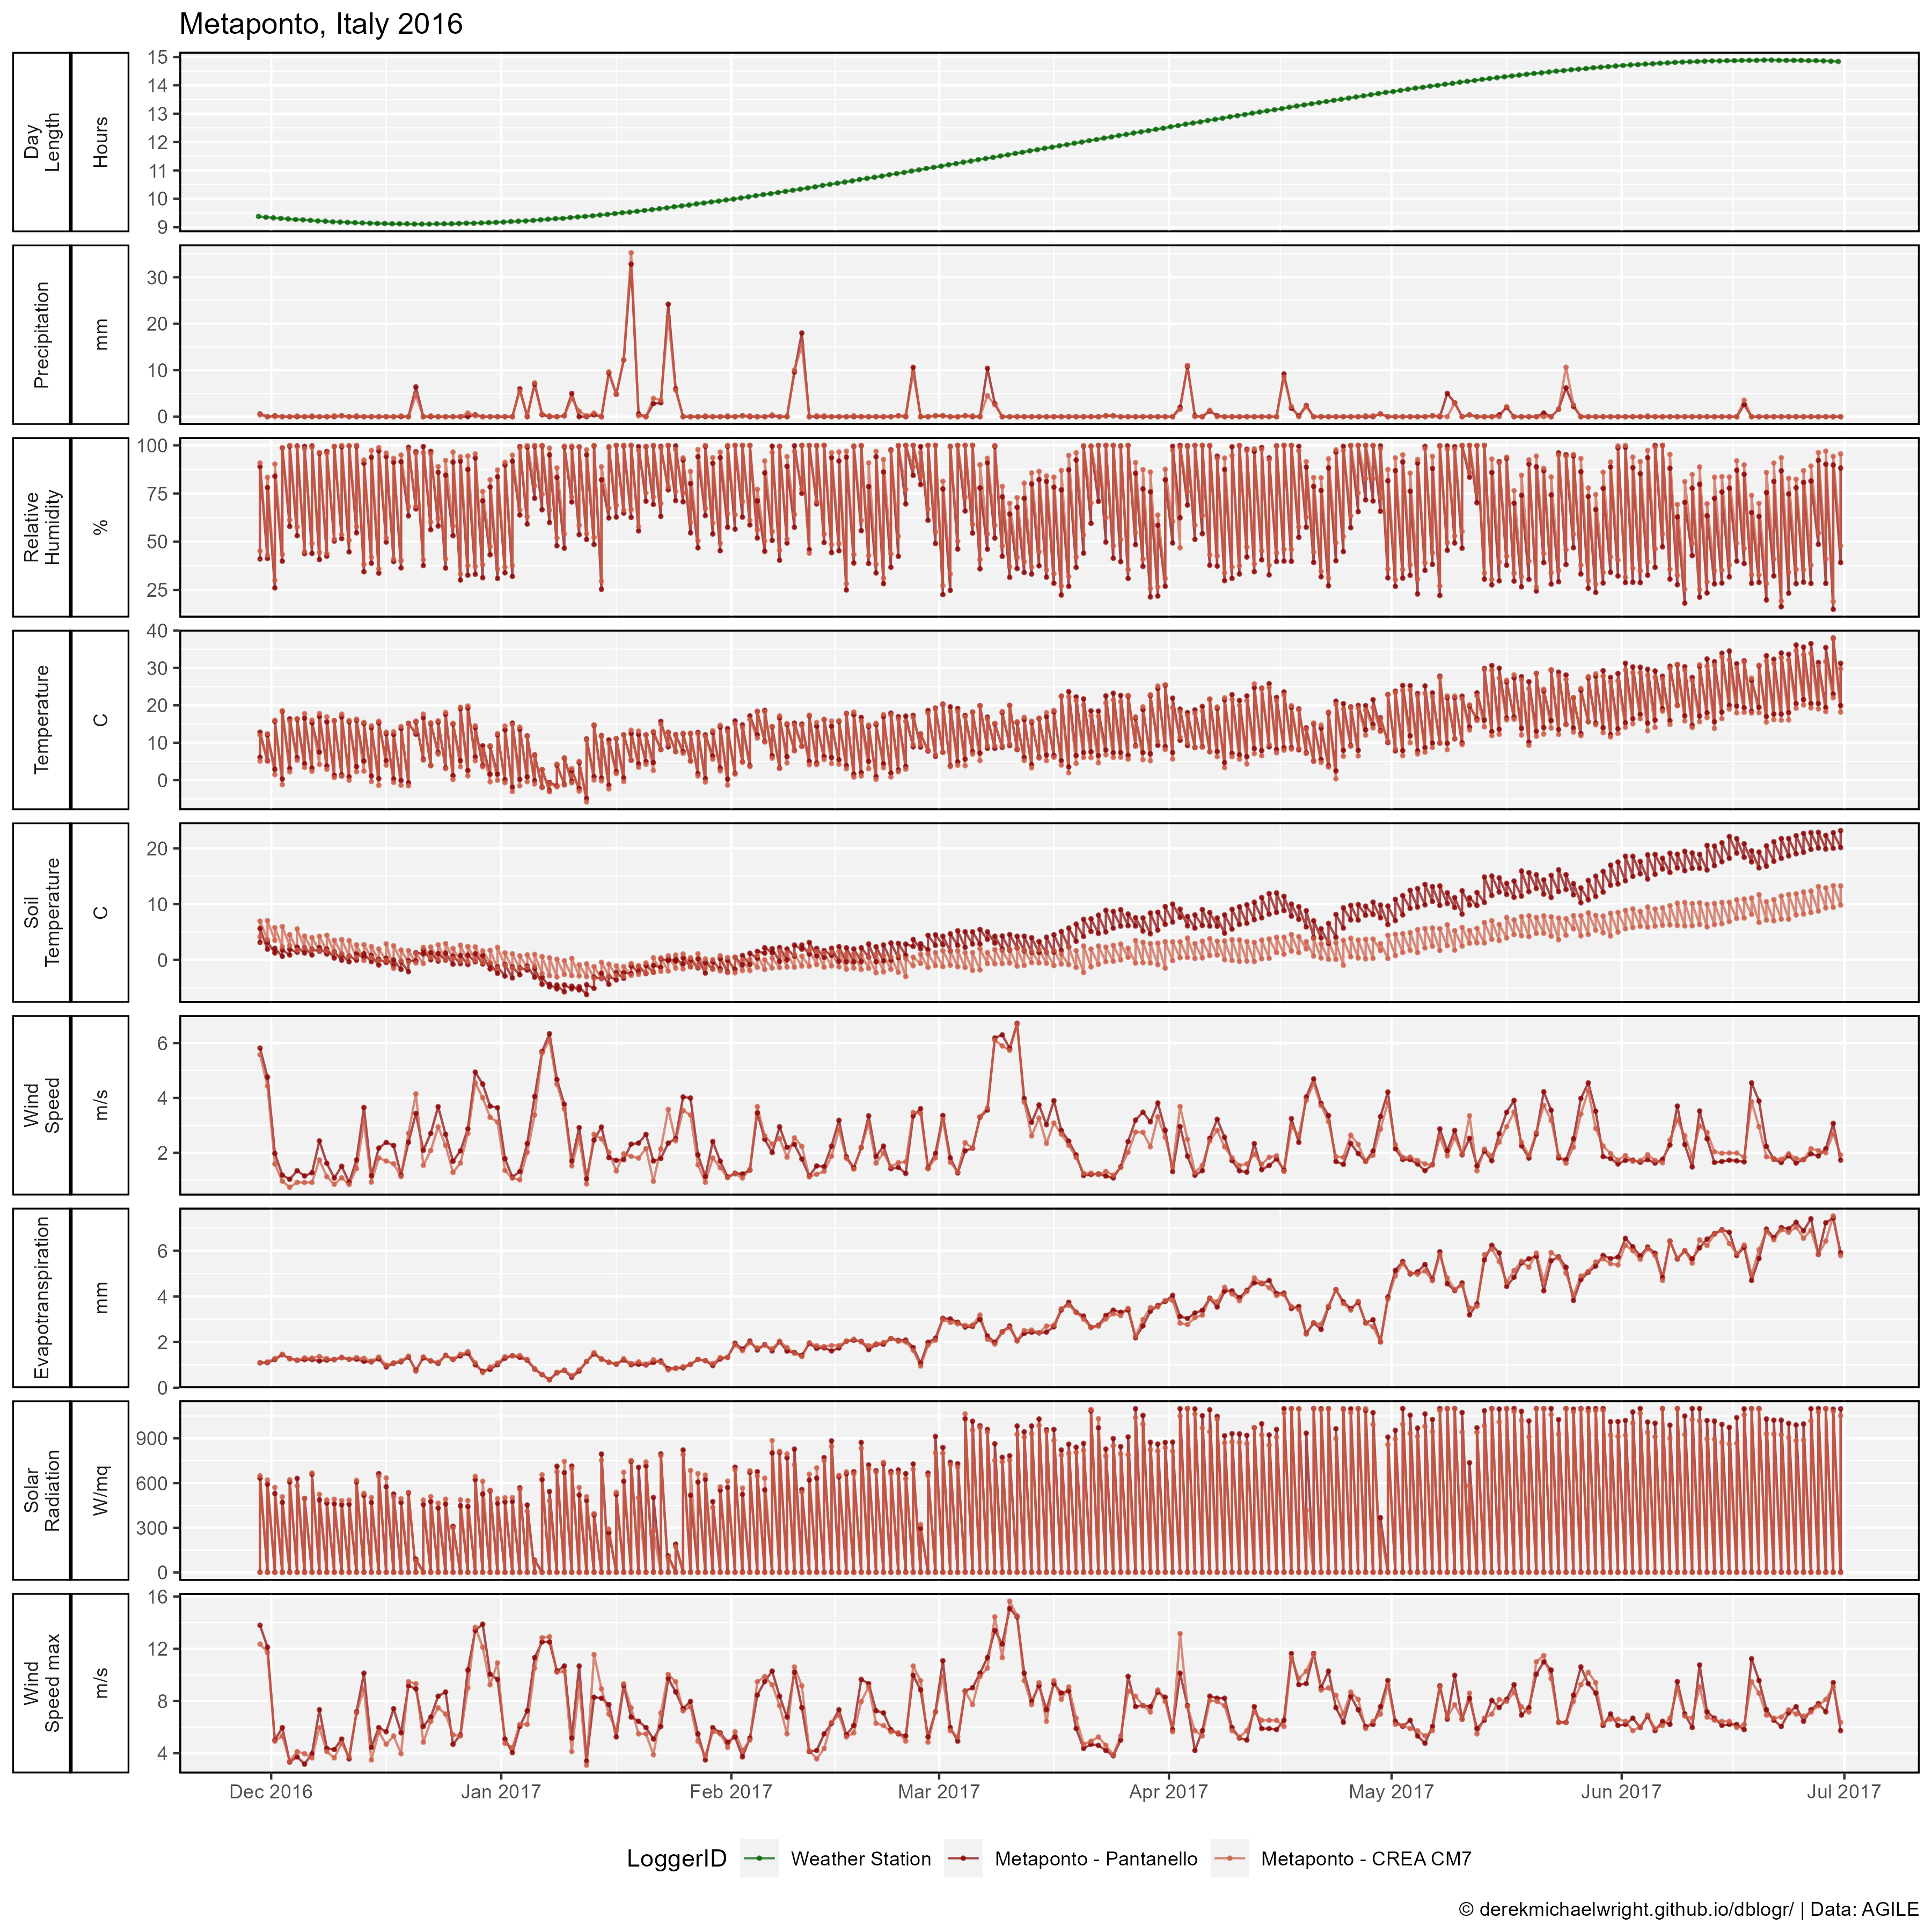 Metaponto, Italy 2016
Day
Length
Hours
15
14
13
12
11
10
9
Precipitation
mm
30
20
10
0
Relative
Humidity
%
100
75
50
25
Temperature
C
40
30
20
10
0
Soil
Temperature
C
20
10
0
Wind
Speed
m/s
6
4
2
Evapotranspiration
mm
6
4
2
0
Solar
Radiation
W/mq
900
600
300
0
Wind
Speed max
m/s
16
12
8
4
Dec 2016 Jan 2017 Feb 2017 Mar 2017 Apr 2017 May 2017 Jun 2017 Jul 2017
LoggerID Weather Station Metaponto - Pantanello Metaponto - CREA CM7
© derekmichaelwright.github.io/dblogr/ | Data: AGILE